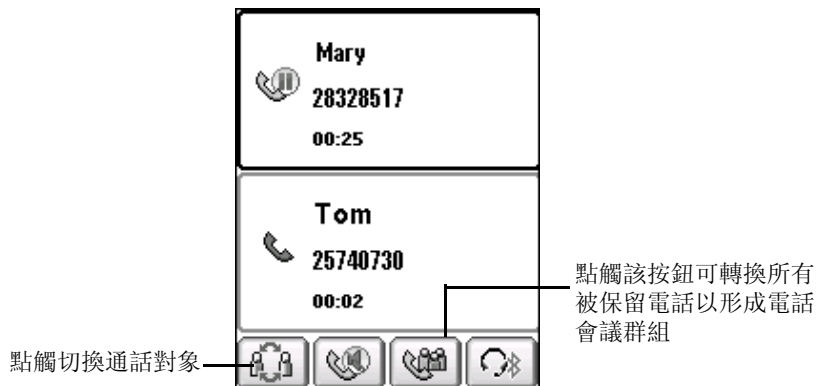 Mary
28328517
00:25
Tom
25740730
00:02
點觸該按鈕可轉換所有
被保留電話以形成電話
會議群組
點觸切換通話對象